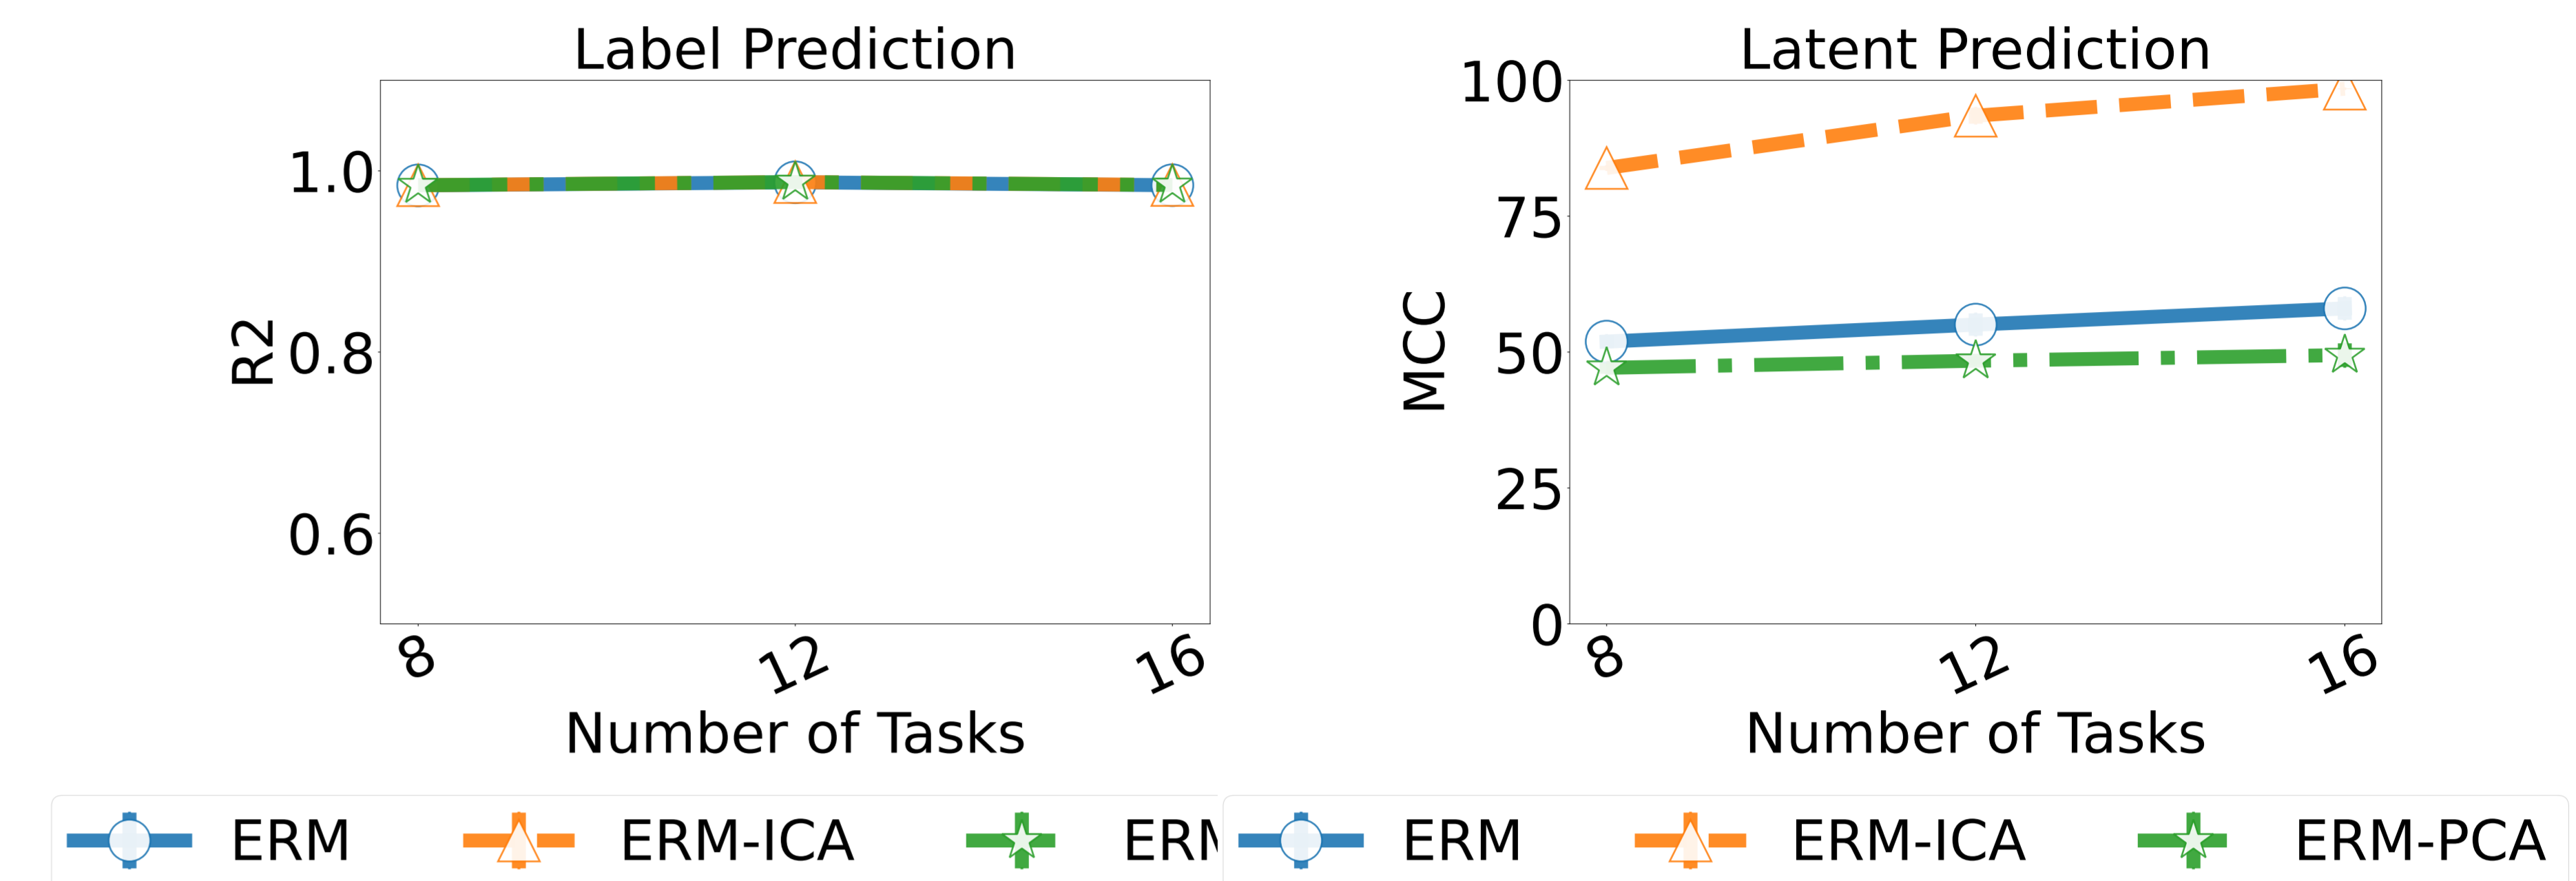 Label Prediction
R2
1.0
0.8
0.6
8
12
16
Number of Tasks
ERM
ERM-ICA
Latent Prediction
MCC
100
75
50
25
0
8
12
16
Number of Tasks
ERM
ERM-ICA
ERM-PCA